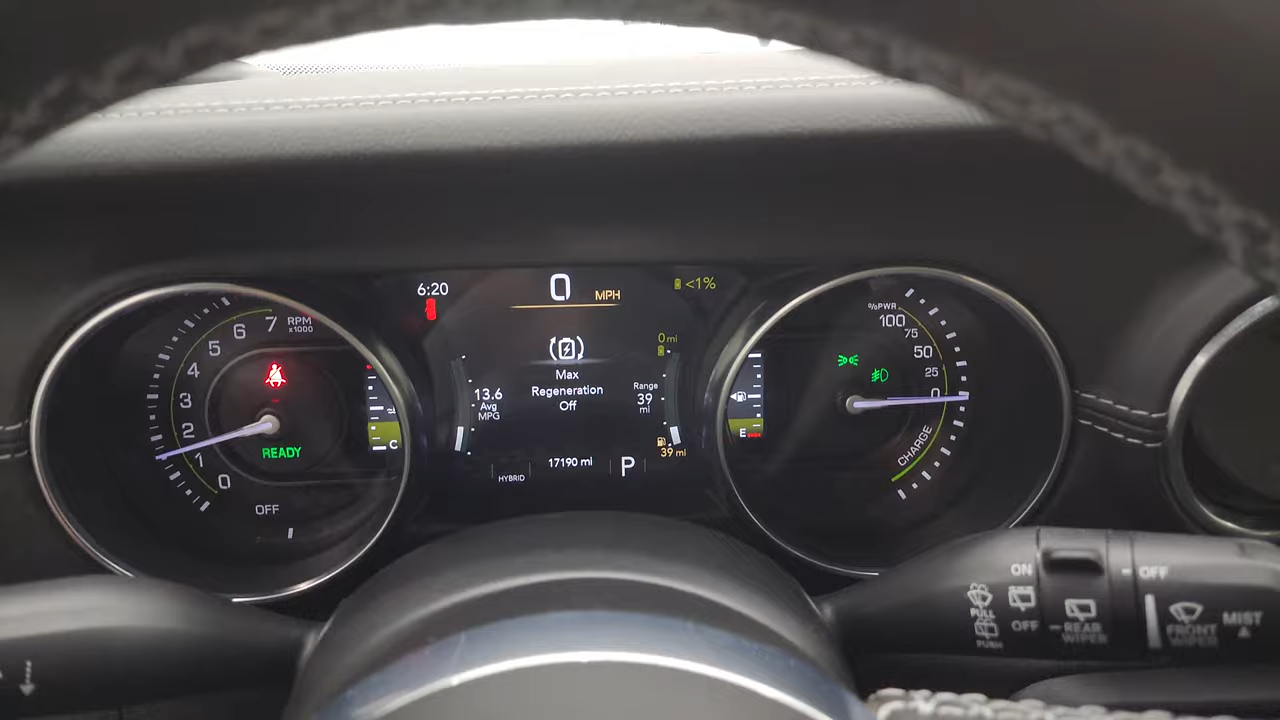 6:20
0
MPH
<1%
7
RPM
x1000
6
5
4
3
2
1
0
READY
OFF
C
13.6
Avg
MPG
Max
Regeneration
Off
0 mi
Range
39
mi
39 mi
17190 mi
HYBRID
P
E
%PWR
100
75
50
25
0
CHARGE
ON
OFF
PULL
PUSH
REAR
WIPER
OFF
FRONT
WIPER
MIST